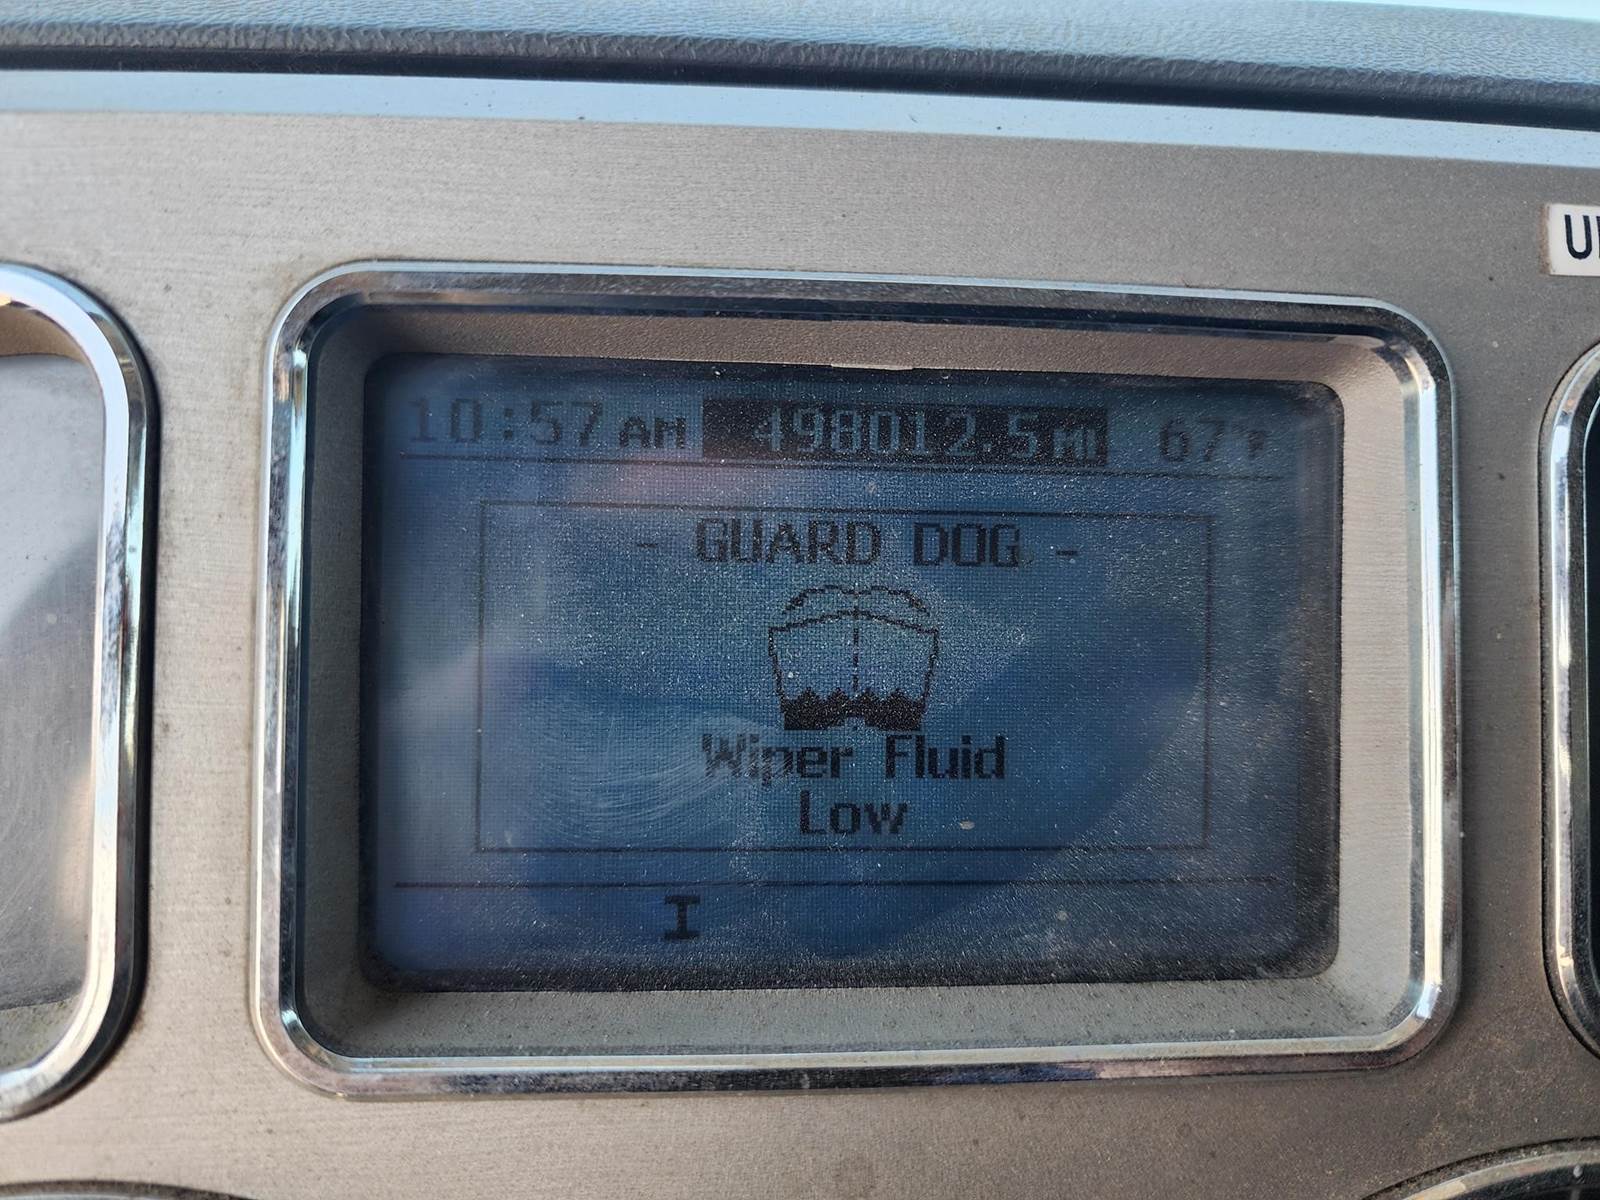 10:57 AM 498012.5 MI 67°F
- GUARD DOG -
Wiper Fluid
Low
I